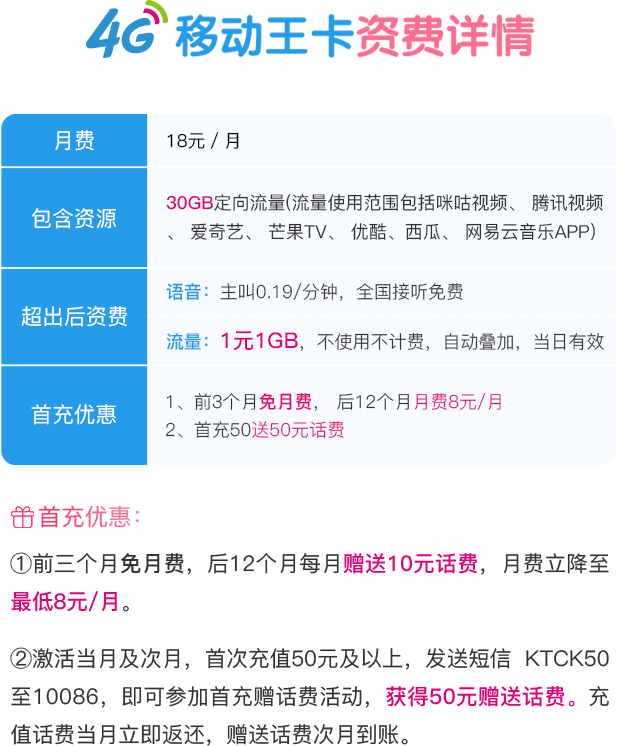 4G 移动王卡资费详情
月费
18元 / 月
包含资源
30GB定向流量(流量使用范围包括咪咕视频、 腾讯视频
、 爱奇艺、 芒果TV、 优酷、西瓜、 网易云音乐APP)
超出后资费
语音：主叫0.19/分钟，全国接听免费
流量：1元1GB，不使用不计费，自动叠加，当日有效
首充优惠
1、前3个月免月费， 后12个月月费8元/月
2、首充50送50元话费
首充优惠：
①前三个月免月费，后12个月每月赠送10元话费，月费立降至
最低8元/月。
②激活当月及次月，首次充值50元及以上，发送短信 KTCK50
至10086，即可参加首充赠话费活动，获得50元赠送话费。充
值话费当月立即返还，赠送话费次月到账。